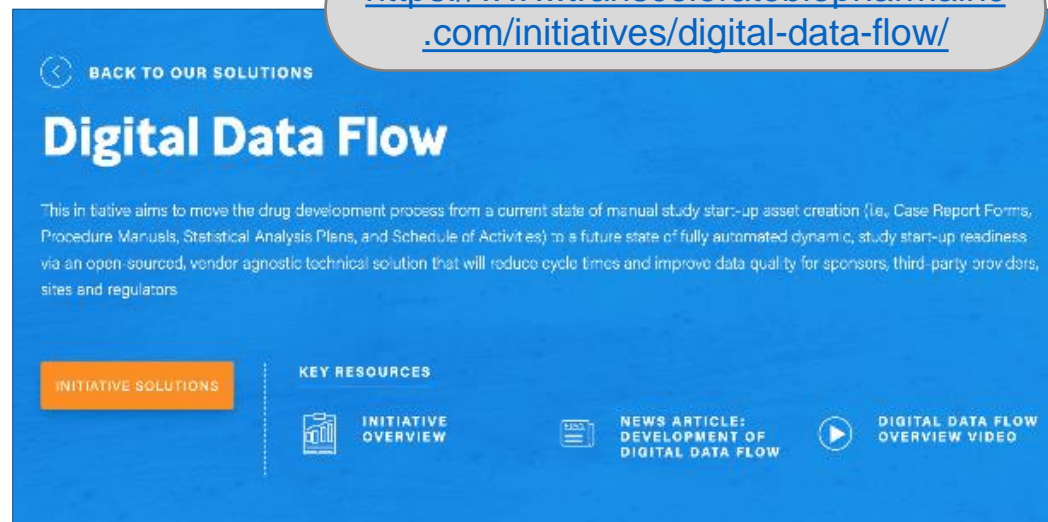 https://www.transceleratebiopharmainc
.com/initiatives/digital-data-flow/
BACK TO OUR SOLUTIONS
Digital Data Flow
This initiative aims to move the drug development process from a current state of manual study start-up asset creation (i.e., Case Report Forms,
Procedure Manuals, Statistical Analysis Plans, and Schedule of Activities) to a future state of fully automated dynamic, study start-up readiness
via an open-sourced, vendor agnostic technical solution that will reduce cycle times and improve data quality for sponsors, third-party providers,
sites and regulators
INITIATIVE SOLUTIONS
KEY RESOURCES
INITIATIVE
OVERVIEW
NEWS ARTICLE:
DEVELOPMENT OF
DIGITAL DATA FLOW
DIGITAL DATA FLOW
OVERVIEW VIDEO